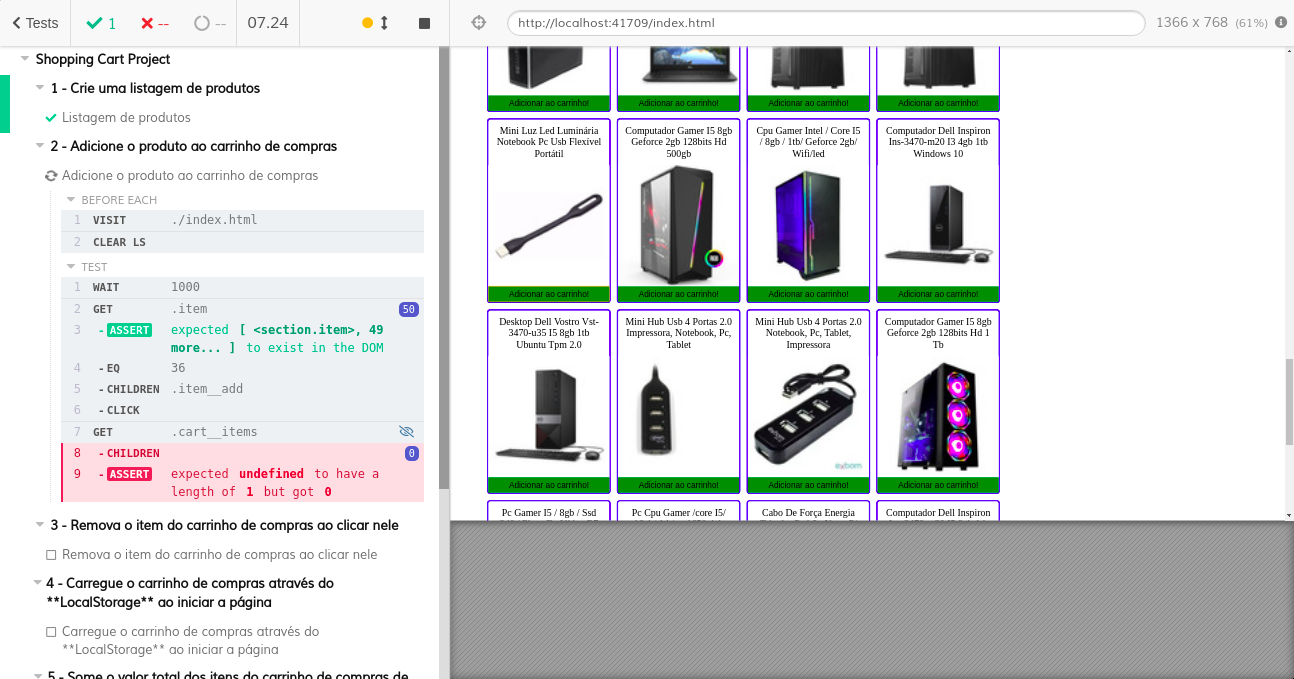 Tests
1
--
--
07.24
http://localhost:41709/index.html
1366 x 768 (61%)
Shopping Cart Project
1 - Crie uma listagem de produtos
Listagem de produtos
2 - Adicione o produto ao carrinho de compras
Adicione o produto ao carrinho de compras
BEFORE EACH
1 VISIT ./index.html
2 CLEAR LS
TEST
1 WAIT 1000
2 GET .item 50
3 -ASSERT expected [ <section.item>, 49
more... ] to exist in the DOM
4 -EQ 36
5 -CHILDREN .item__add
6 -CLICK
7 GET .cart__items
8 -CHILDREN 0
9 -ASSERT expected undefined to have a
length of 1 but got 0
3 - Remova o item do carrinho de compras ao clicar nele
Remova o item do carrinho de compras ao clicar nele
4 - Carregue o carrinho de compras através do
**LocalStorage** ao iniciar a página
Carregue o carrinho de compras através do
**LocalStorage** ao iniciar a página
5 - Some o valor total dos itens do carrinho de compras de
Adicionar ao carrinho!
Adicionar ao carrinho!
Adicionar ao carrinho!
Adicionar ao carrinho!
Mini Luz Led Luminária
Notebook Pc Usb Flexível
Portátil
Adicionar ao carrinho!
Computador Gamer I5 8gb
Geforce 2gb 128bits Hd
500gb
Adicionar ao carrinho!
Cpu Gamer Intel / Core I5
/ 8gb / 1tb/ Geforce 2gb/
Wifi/led
Adicionar ao carrinho!
Computador Dell Inspiron
Ins-3470-m20 I3 4gb 1tb
Windows 10
Adicionar ao carrinho!
Desktop Dell Vostro Vst-
3470-u35 I5 8gb 1tb
Ubuntu Tpm 2.0
Adicionar ao carrinho!
Mini Hub Usb 4 Portas 2.0
Impressora, Notebook, Pc,
Tablet
Adicionar ao carrinho!
Mini Hub Usb 4 Portas 2.0
Notebook, Pc, Tablet,
Impressora
exbom
Adicionar ao carrinho!
Computador Gamer I5 8gb
Geforce 2gb 128bits Hd 1
Tb
Adicionar ao carrinho!
Pc Gamer I5 / 8gb / Ssd
Pc Cpu Gamer /core I5/
Cabo De Força Energia
Computador Dell Inspiron